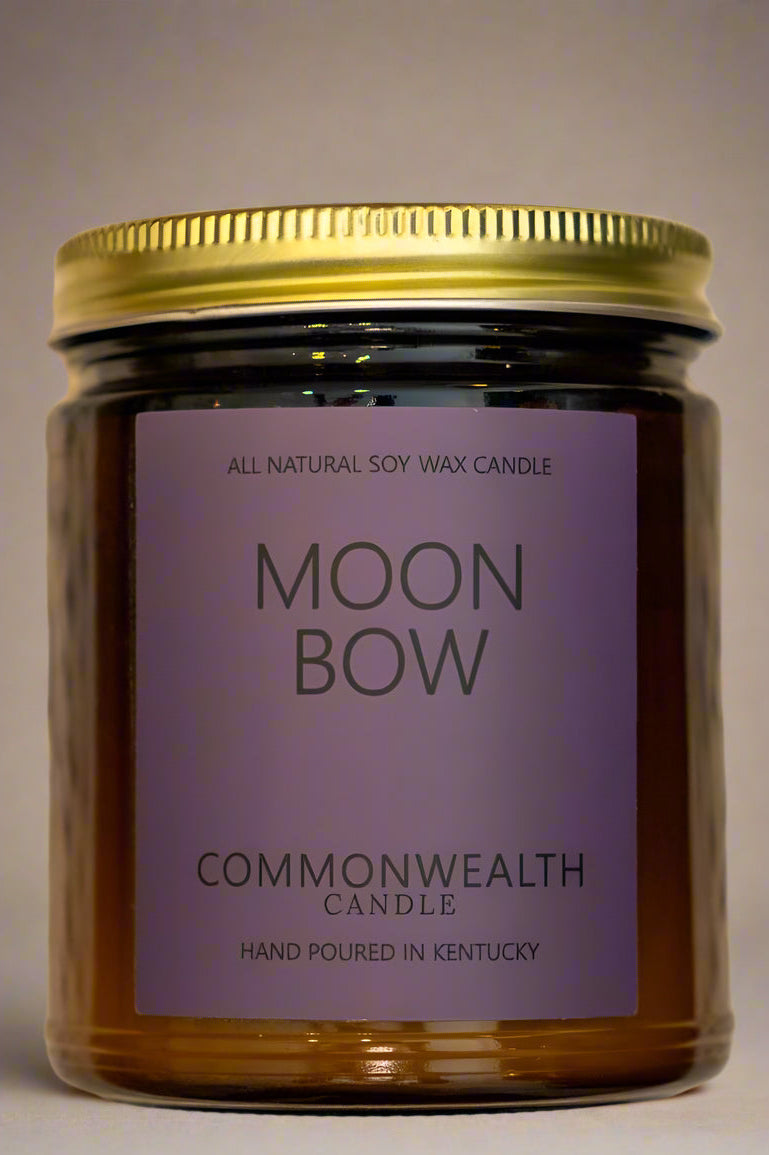 ALL NATURAL SOY WAX CANDLE
MOON
BOW
COMMONWEALTH
CANDLE
HAND POURED IN KENTUCKY